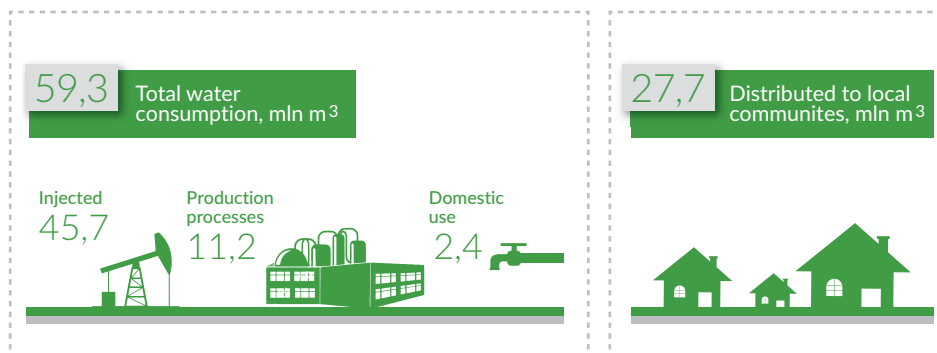 59,3
Total water
consumption, mln m3
Injected
45,7
Production
processes
11,2
Domestic
use
2,4
27,7
Distributed to local
communites, mln m3